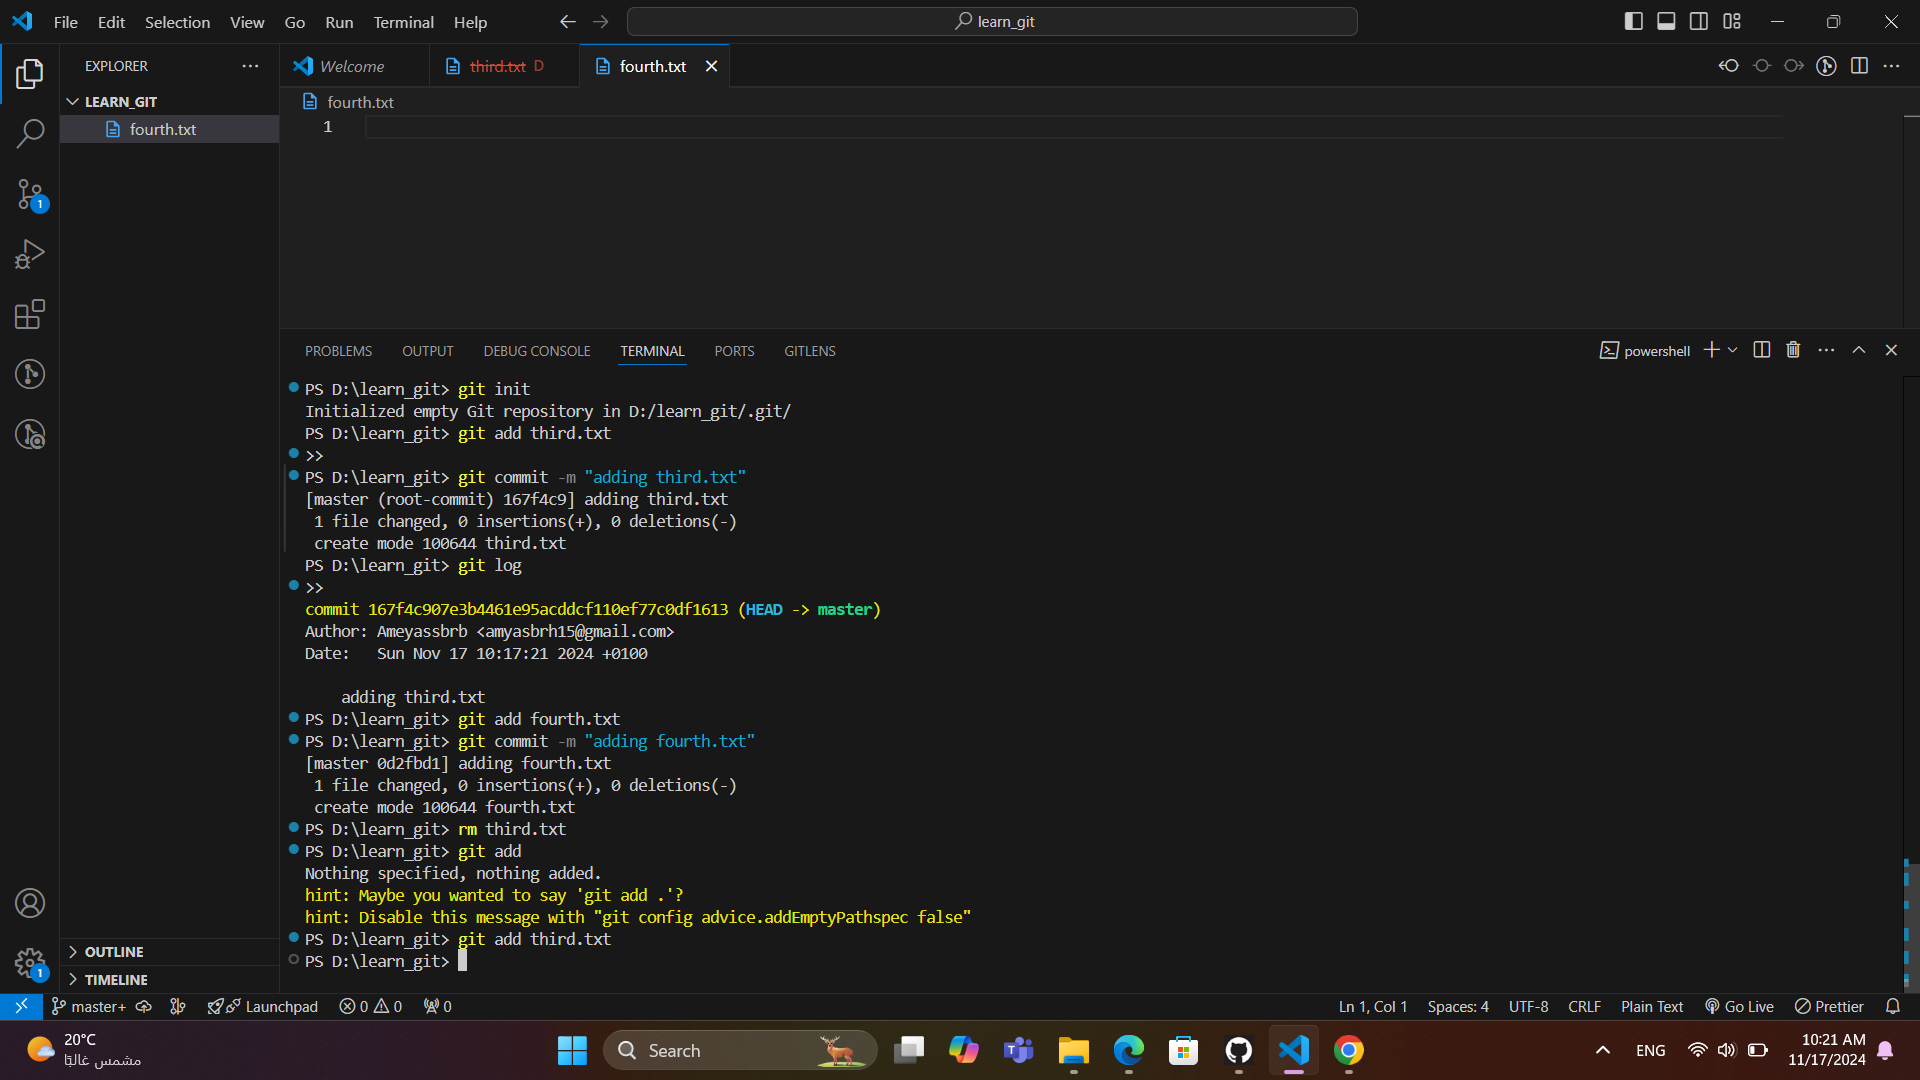 File Edit Selection View Go Run Terminal Help
learn_git
EXPLORER
Welcome
third.txt D
fourth.txt
LEARN_GIT
fourth.txt
fourth.txt
1
1
PROBLEMS OUTPUT DEBUG CONSOLE TERMINAL PORTS GITLENS
powershell
PS D:\learn_git> git init
Initialized empty Git repository in D:/learn_git/.git/
PS D:\learn_git> git add third.txt
>>
PS D:\learn_git> git commit -m "adding third.txt"
[master (root-commit) 167f4c9] adding third.txt
1 file changed, 0 insertions(+), 0 deletions(-)
create mode 100644 third.txt
PS D:\learn_git> git log
>>
commit 167f4c907e3b4461e95acddcf110ef77c0df1613 (HEAD -> master)
Author: Ameyassbrb <amyasbrh15@gmail.com>
Date: Sun Nov 17 10:17:21 2024 +0100
adding third.txt
PS D:\learn_git> git add fourth.txt
PS D:\learn_git> git commit -m "adding fourth.txt"
[master 0d2fbd1] adding fourth.txt
1 file changed, 0 insertions(+), 0 deletions(-)
create mode 100644 fourth.txt
PS D:\learn_git> rm third.txt
PS D:\learn_git> git add
Nothing specified, nothing added.
hint: Maybe you wanted to say 'git add .'?
hint: Disable this message with "git config advice.addEmptyPathspec false"
PS D:\learn_git> git add third.txt
PS D:\learn_git>
OUTLINE
TIMELINE
1
master+ Launchpad 0 0 0
Ln 1, Col 1 Spaces: 4 UTF-8 CRLF Plain Text Go Live Prettier
20°C
مشمس غالبًا
Search
ENG
10:21 AM
11/17/2024